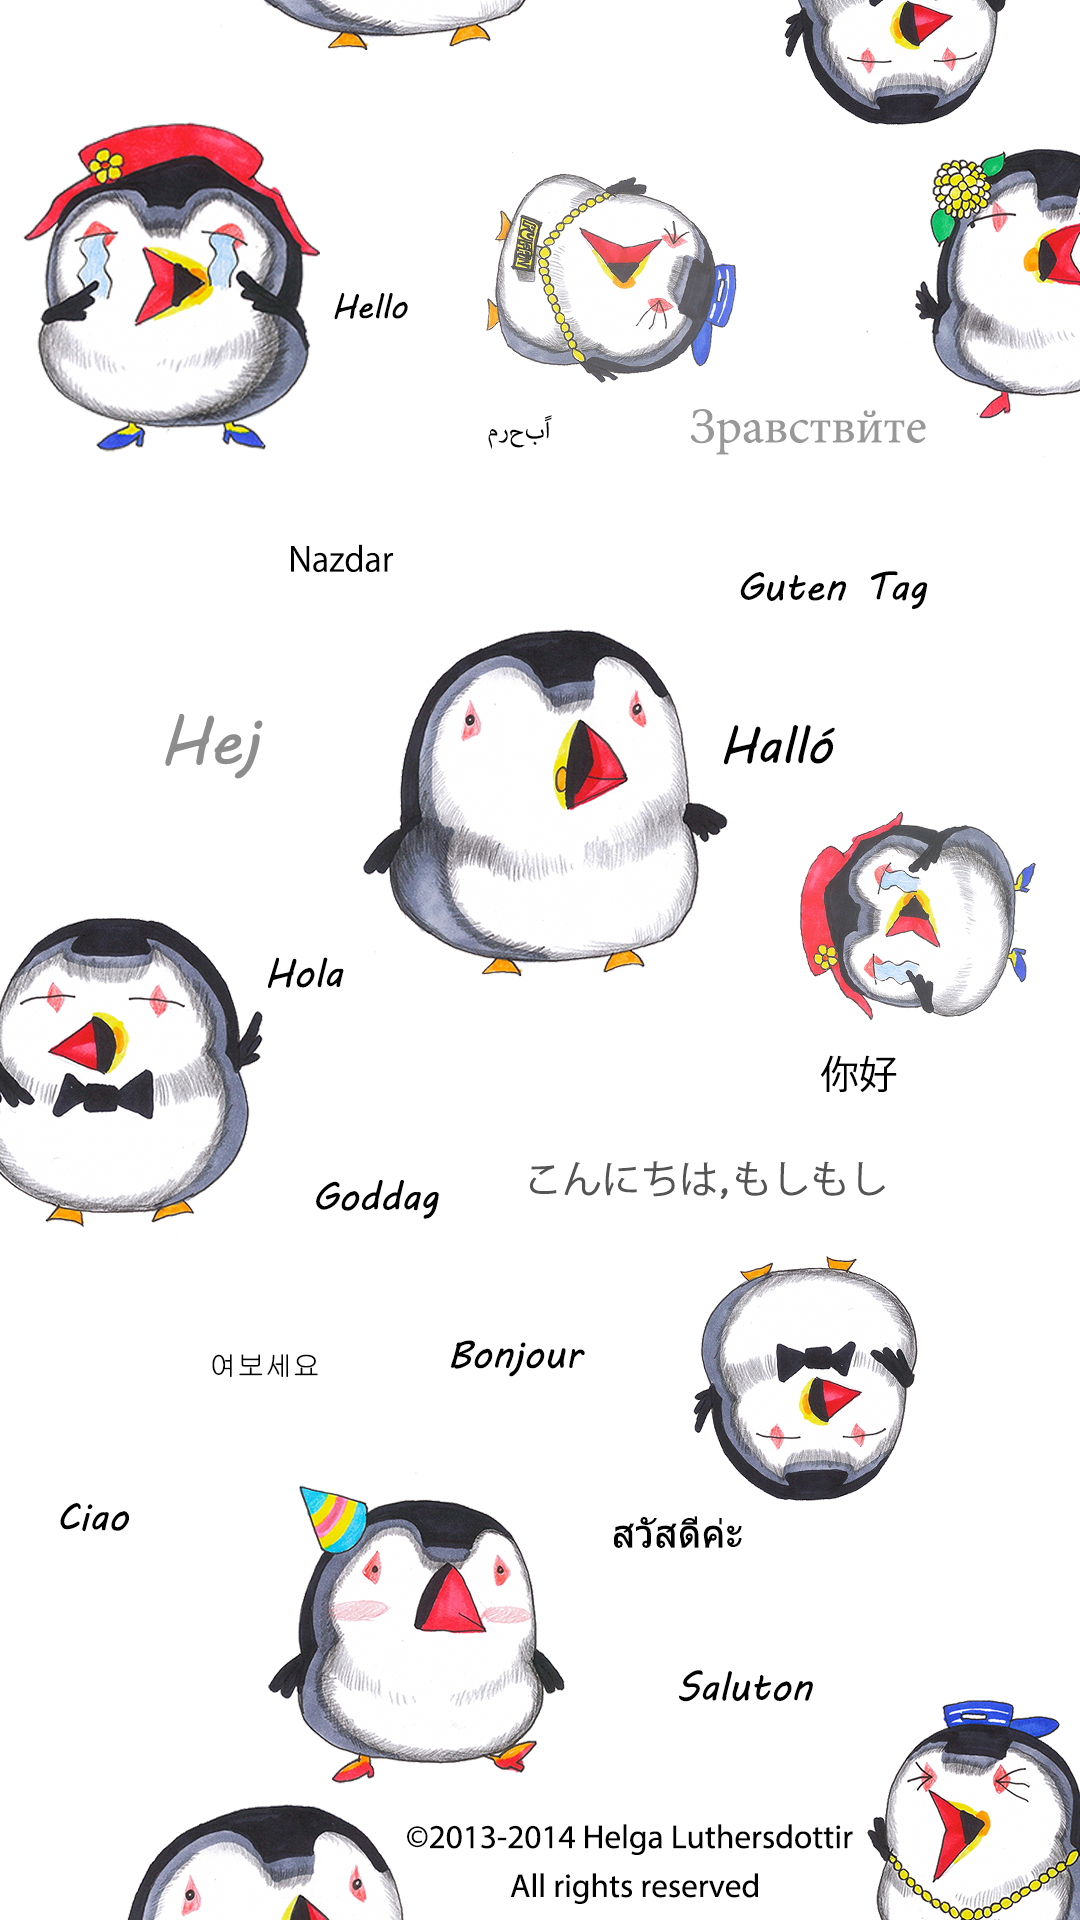 Hello
اًبحرم
Зравствйте
Nazdar
Guten Tag
Hej
Halló
Hola
你好
こんにちは,もしもし
Goddag
여보세요
Bonjour
Ciao
สวัสดีค่ะ
Saluton
©2013-2014 Helga Luthersdottir
All rights reserved